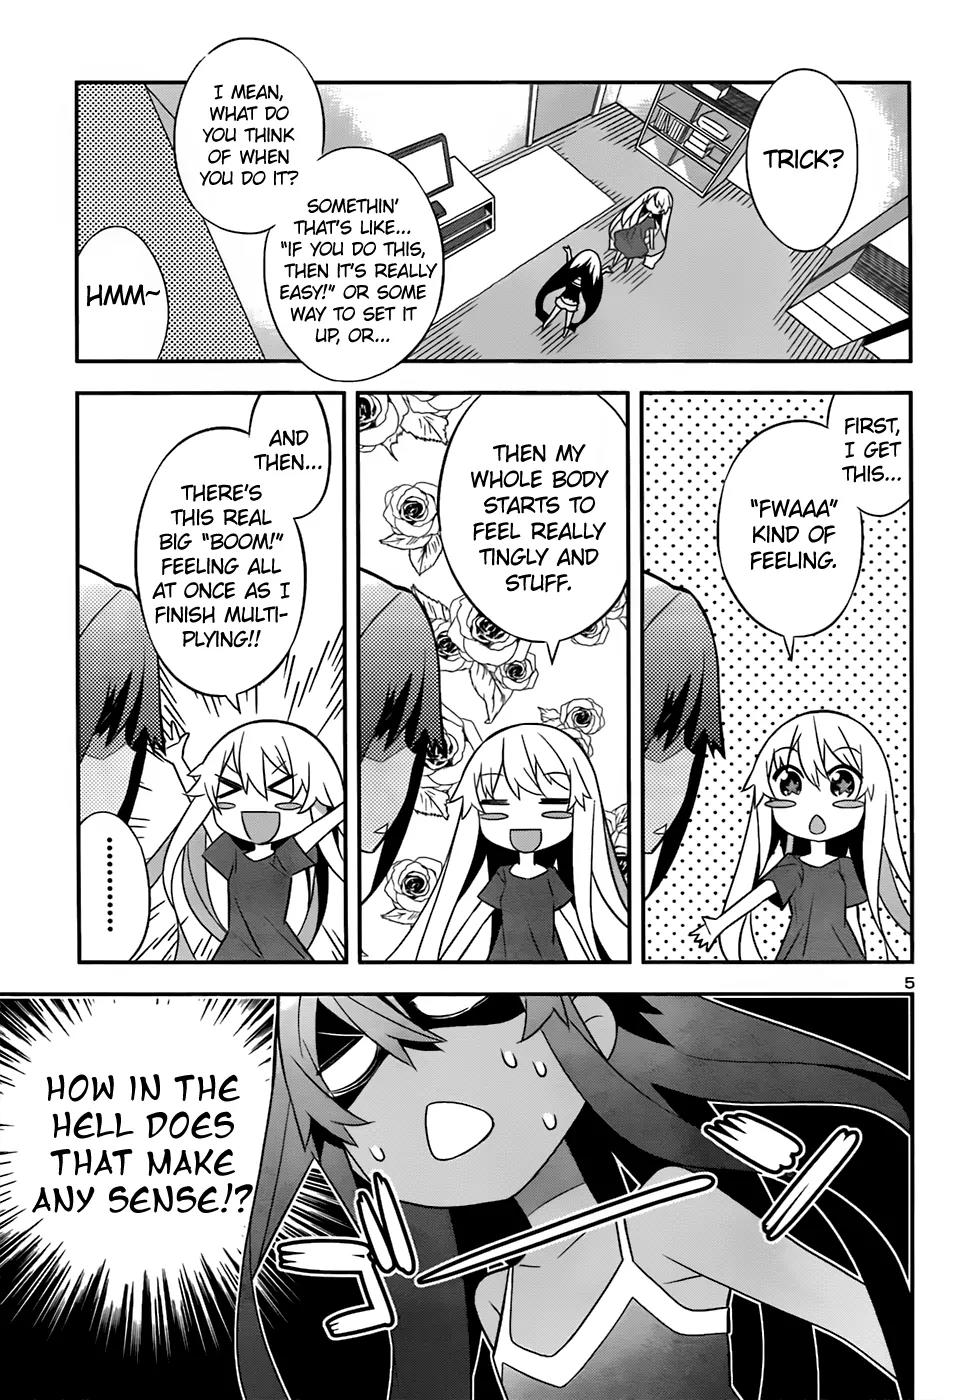 TRICK?
I MEAN,
WHAT DO
YOU THINK
OF WHEN
YOU DO IT?
SOMETHIN'
THAT'S LIKE...
"IF YOU DO THIS,
THEN IT'S REALLY
EASY!" OR SOME
WAY TO SET IT
UP, OR...
HMM~
FIRST,
I GET
THIS...
"FWAAA"
KIND OF
FEELING.
THEN MY
WHOLE BODY
STARTS TO
FEEL REALLY
TINGLY AND
STUFF.
AND
THEN...
THERE'S
THIS REAL
BIG "BOOM!"
FEELING ALL
AT ONCE AS I
FINISH MULTI-
PLYING!!
.........
5
HOW IN THE
HELL DOES
THAT MAKE
ANY SENSE!?